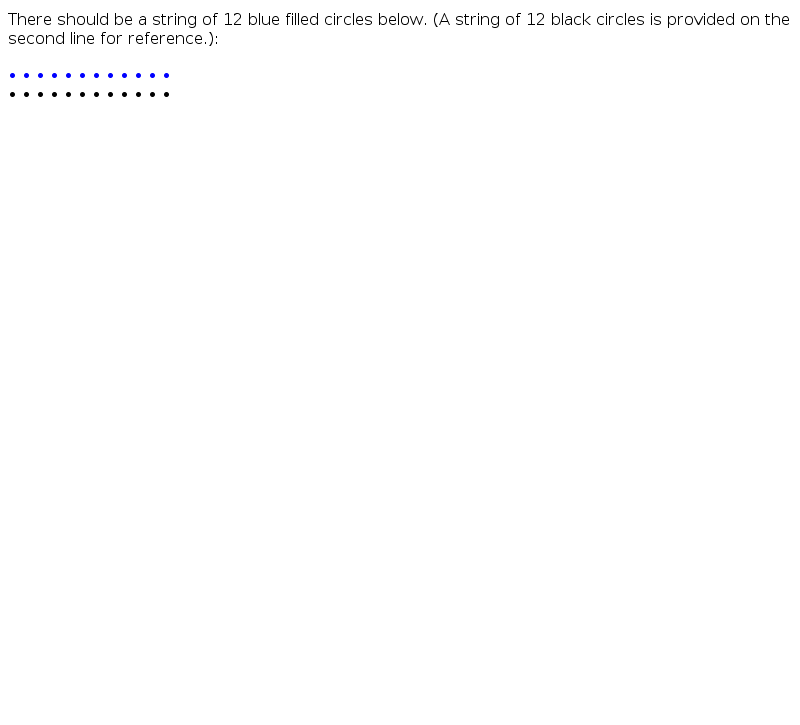 There should be a string of 12 blue filled circles below. (A string of 12 black circles is provided on the
second line for reference.):
• • • • • • • • • • • •
• • • • • • • • • • • •